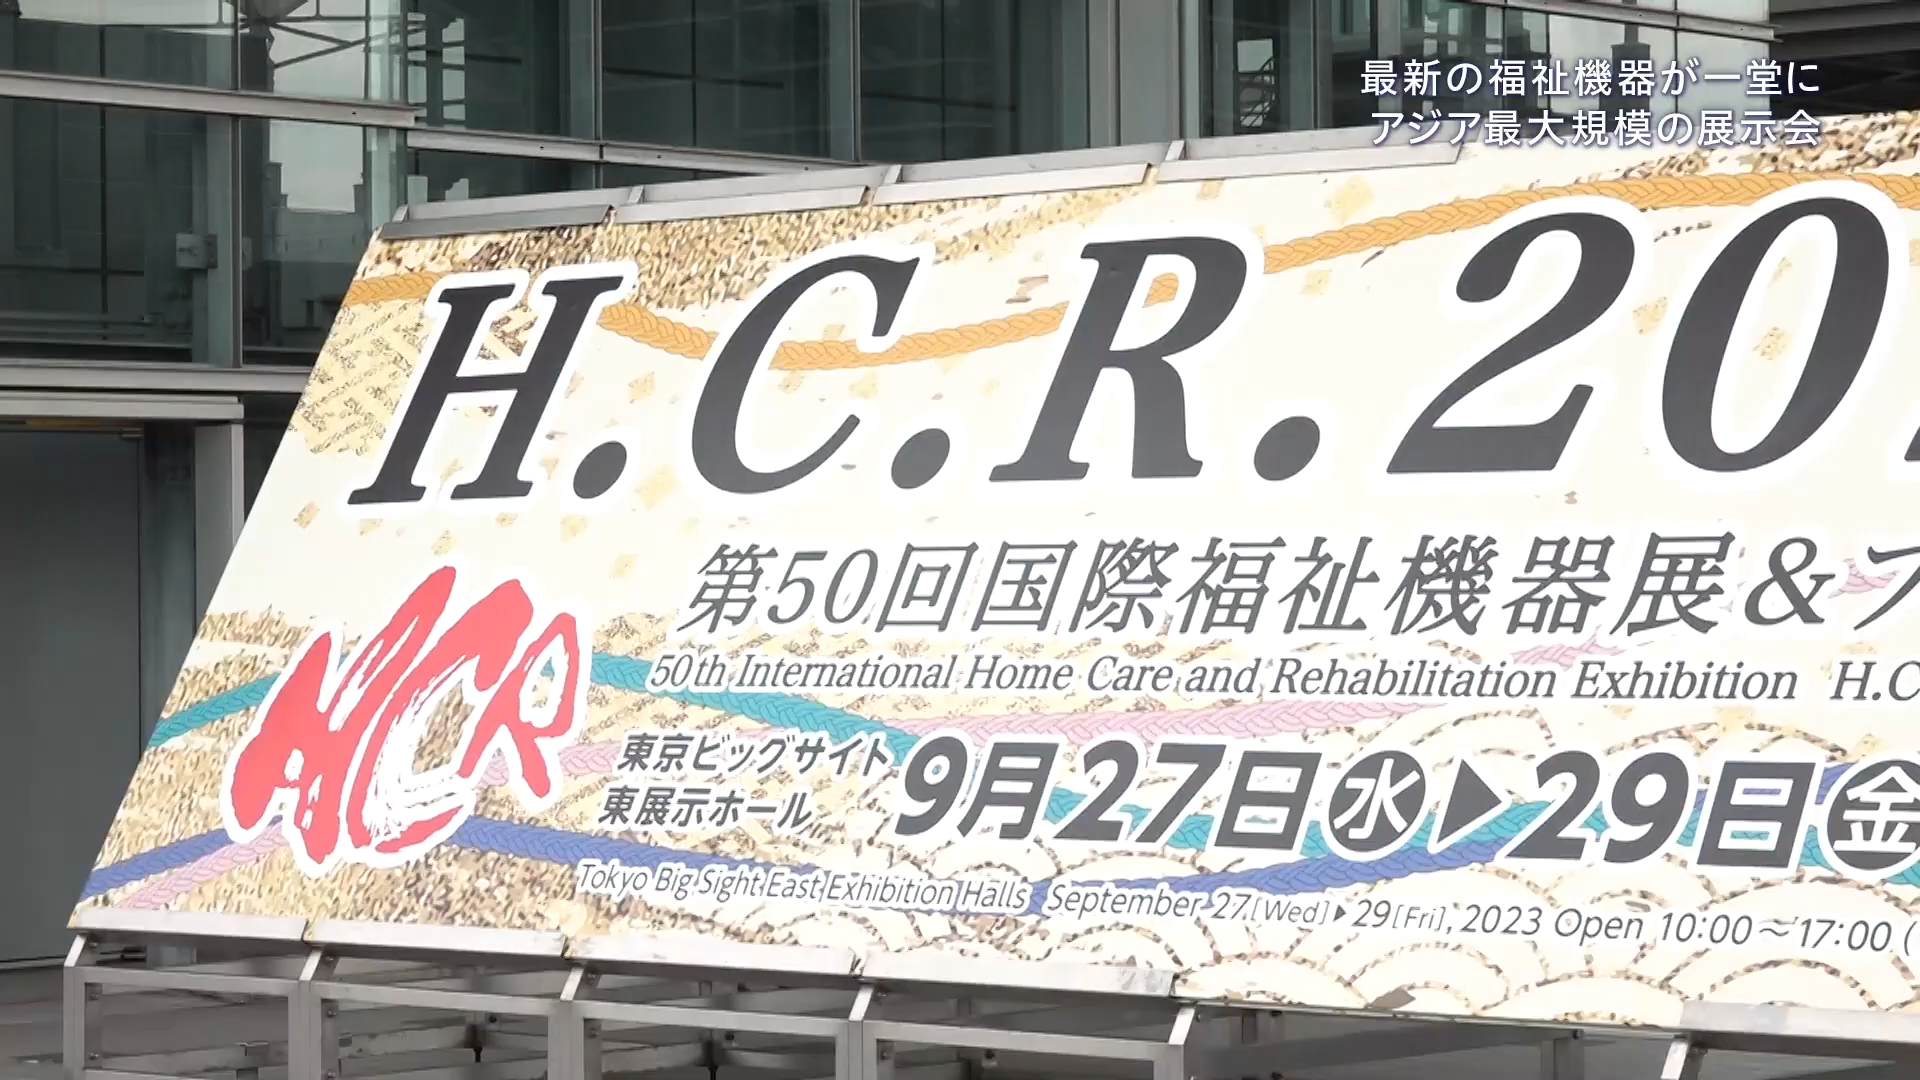 最新の福祉機器が一堂に
アジア最大規模の展示会
H.C.R.20
第50回国際福祉機器展&フ
50th International Home Care and Rehabilitation Exhibition H.C
HCR
東京ビッグサイト
東展示ホール
9月27日㊌▶29日㊎
Tokyo Big Sight East Exhibition Halls September 27[Wed]▶29[Fri], 2023 Open 10:00～17:00 (